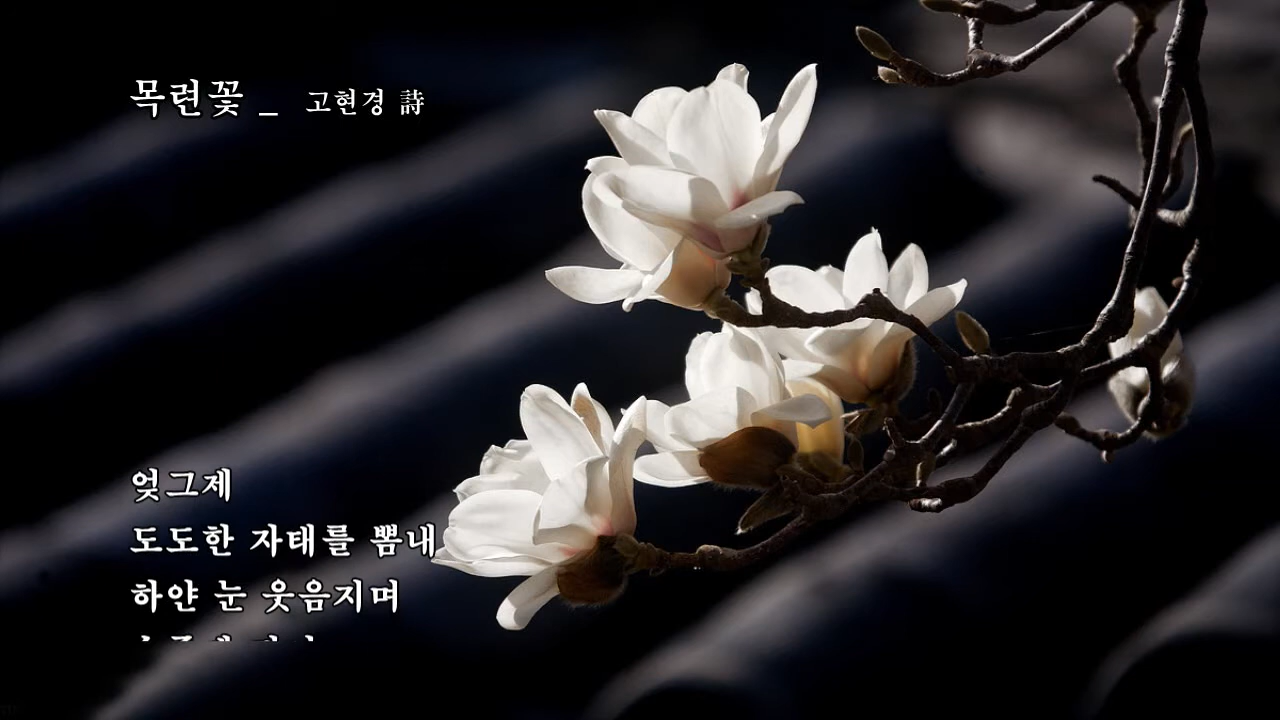 목련꽃 _ 고현경 詩
엊그제
도도한 자태를 뽐내
하얀 눈 웃음지며